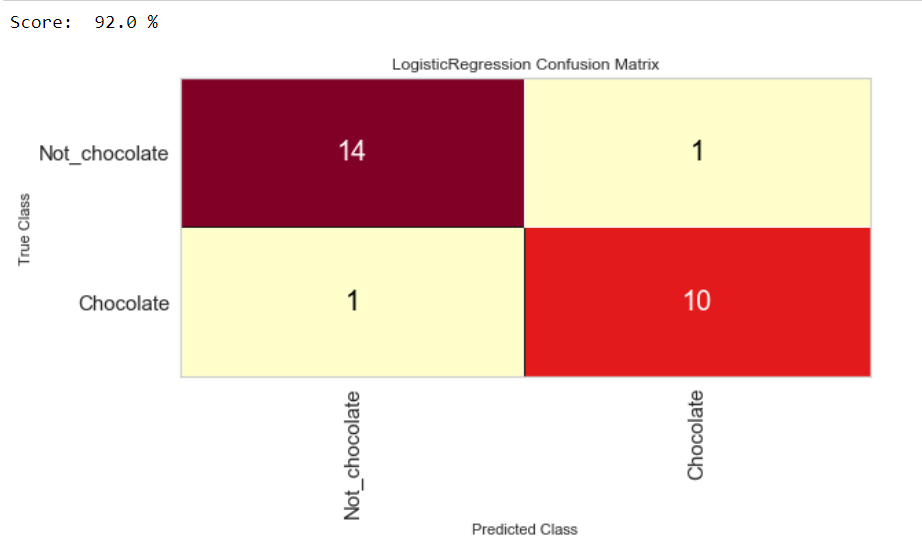 Score: 92.0 %
LogisticRegression Confusion Matrix
True Class
Not_chocolate
14
1
Chocolate
1
10
Not_chocolate
Chocolate
Predicted Class